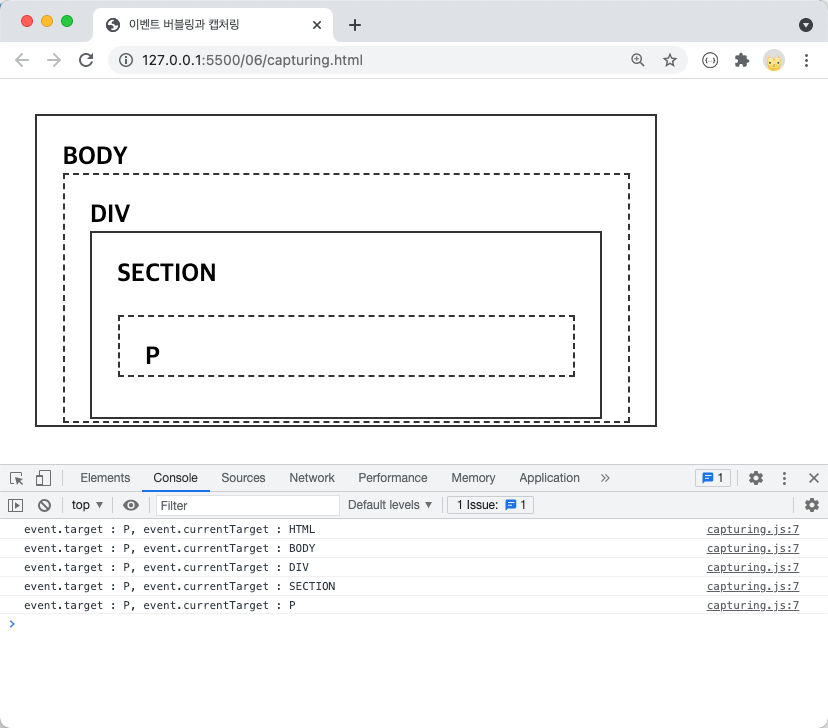 이벤트 버블링과 캡처링
127.0.0.1:5500/06/capturing.html
BODY
DIV
SECTION
P
Elements Console Sources Network Performance Memory Application » 1
top ▼ Filter Default levels ▼ 1 Issue: 1
event.target : P, event.currentTarget : HTML capturing.js:7
event.target : P, event.currentTarget : BODY capturing.js:7
event.target : P, event.currentTarget : DIV capturing.js:7
event.target : P, event.currentTarget : SECTION capturing.js:7
event.target : P, event.currentTarget : P capturing.js:7
>